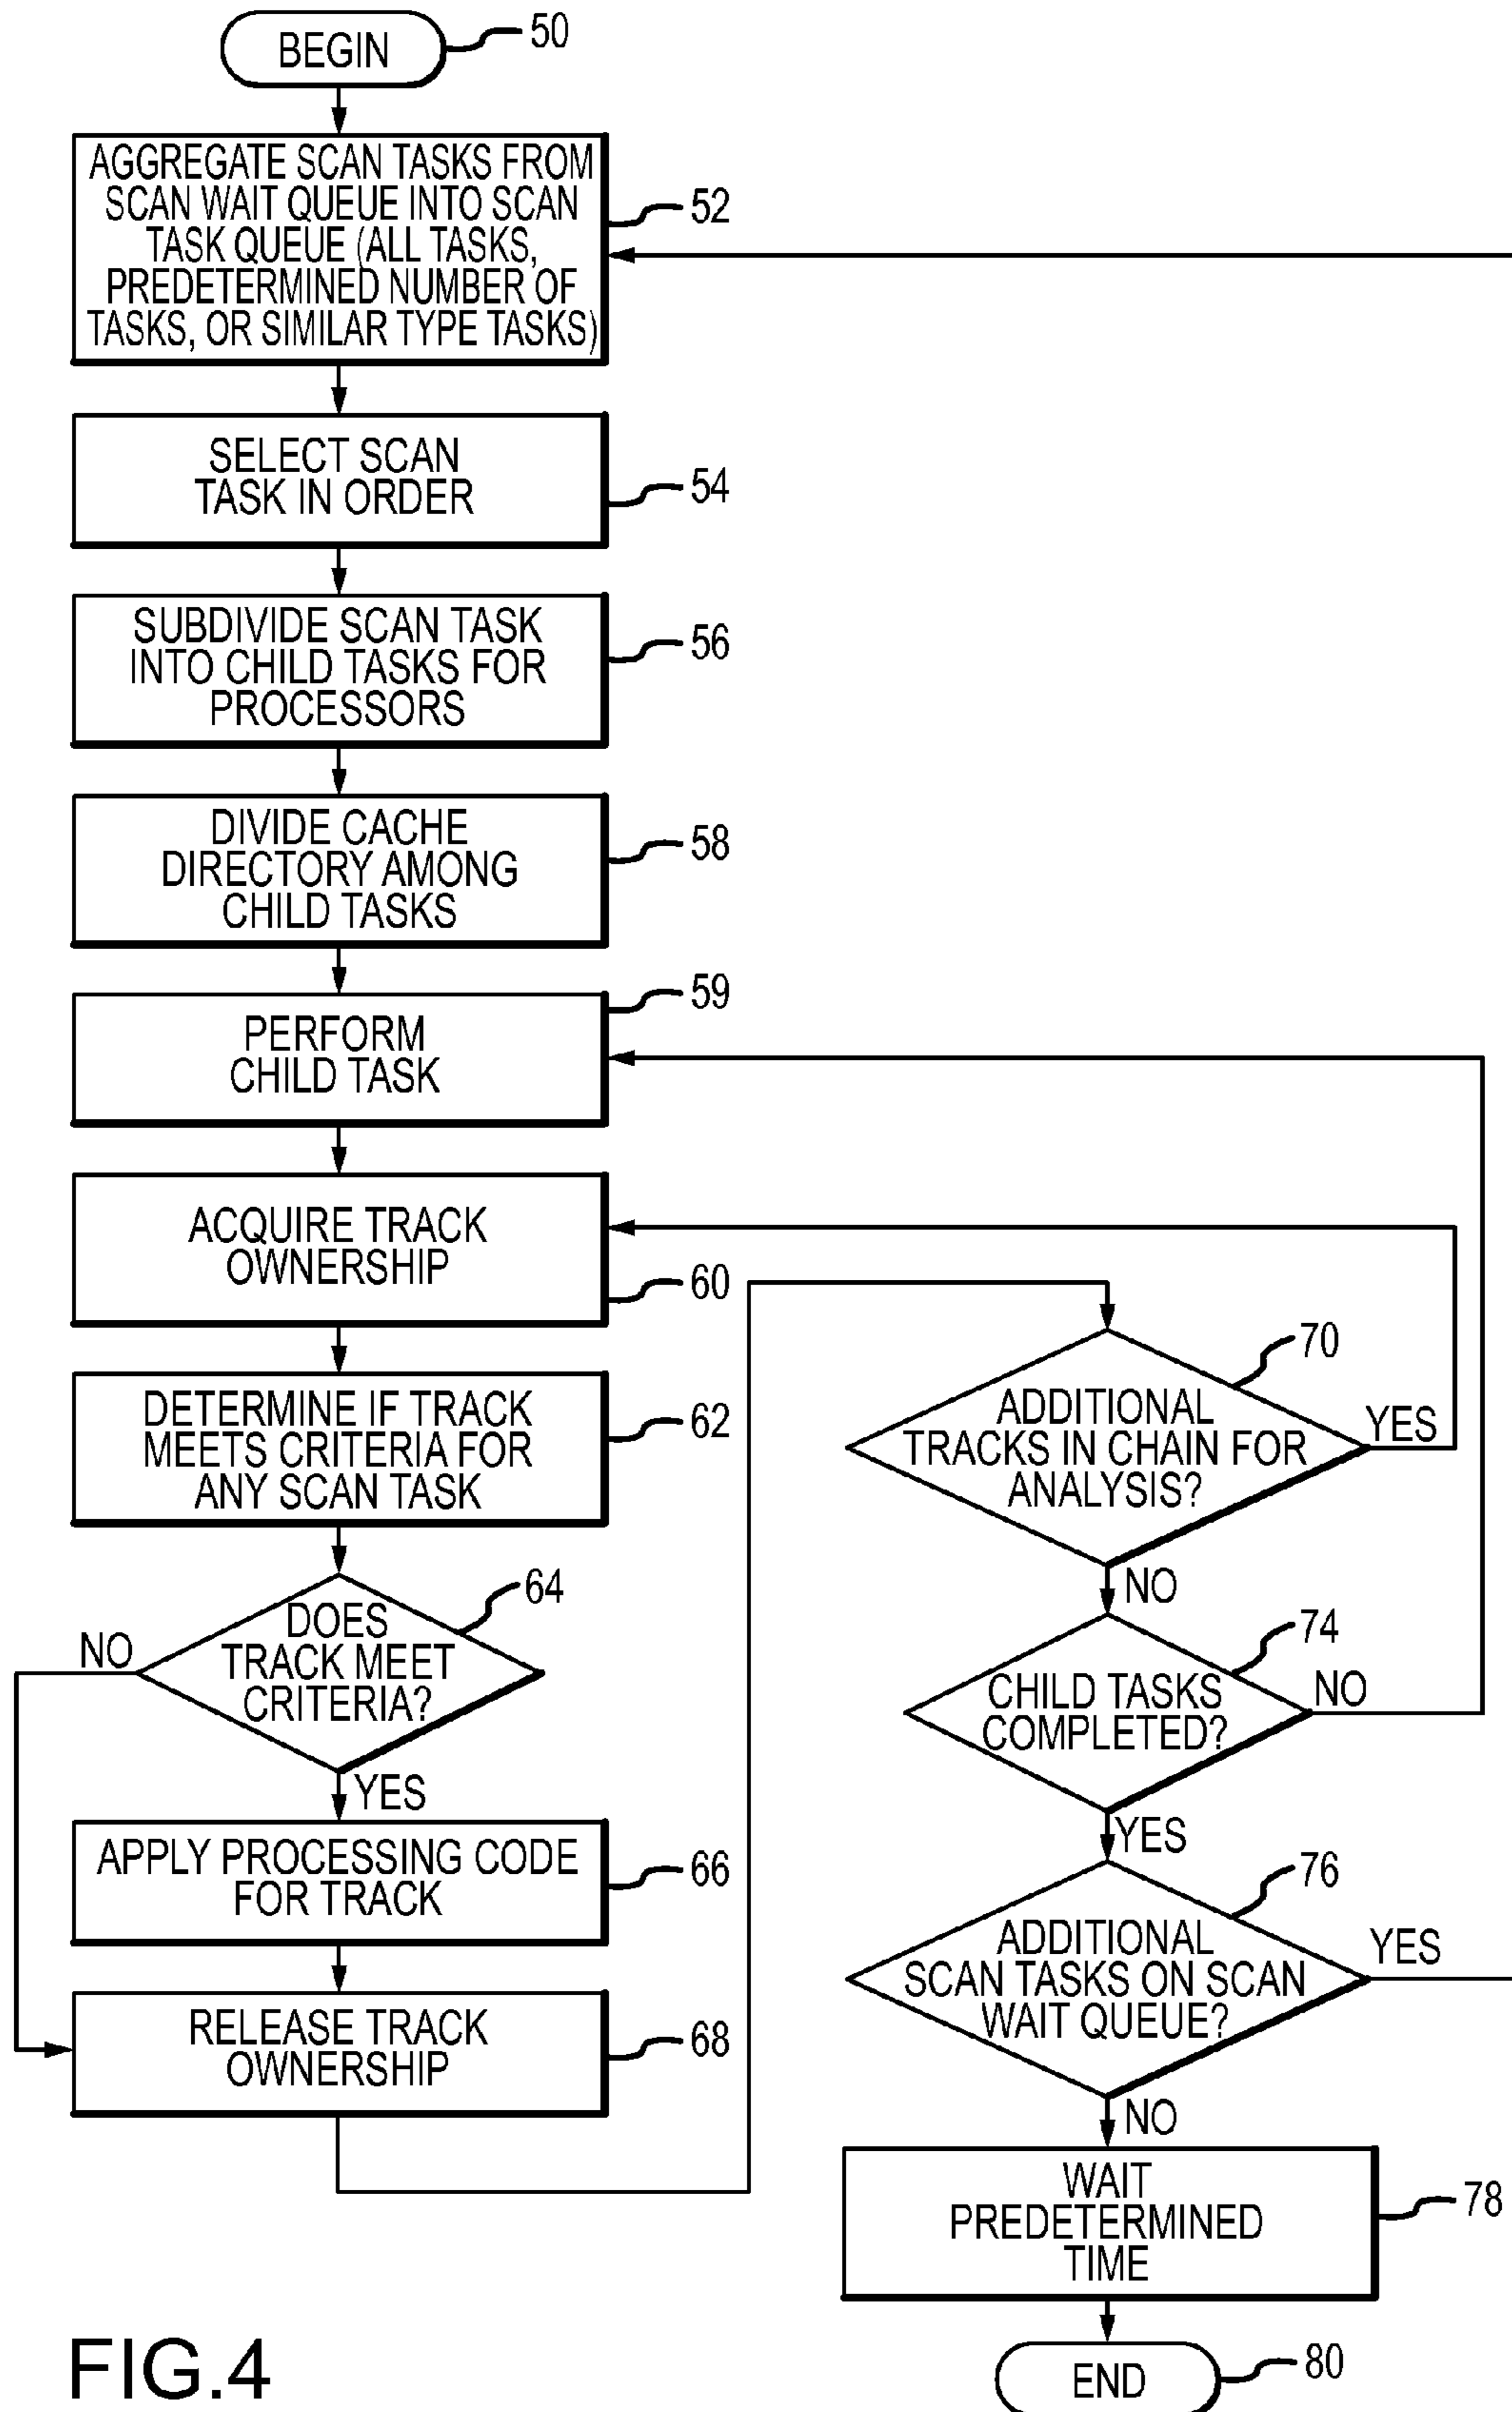 BEGIN
50
AGGREGATE SCAN TASKS FROM
SCAN WAIT QUEUE INTO SCAN
TASK QUEUE (ALL TASKS,
PREDETERMINED NUMBER OF
TASKS, OR SIMILAR TYPE TASKS)
52
SELECT SCAN
TASK IN ORDER
54
SUBDIVIDE SCAN TASK
INTO CHILD TASKS FOR
PROCESSORS
56
DIVIDE CACHE
DIRECTORY AMONG
CHILD TASKS
58
PERFORM
CHILD TASK
59
ACQUIRE TRACK
OWNERSHIP
60
DETERMINE IF TRACK
MEETS CRITERIA FOR
ANY SCAN TASK
62
DOES
TRACK MEET
CRITERIA?
64
NO
YES
APPLY PROCESSING CODE
FOR TRACK
66
RELEASE TRACK
OWNERSHIP
68
ADDITIONAL
TRACKS IN CHAIN FOR
ANALYSIS?
70
YES
NO
CHILD TASKS
COMPLETED?
74
NO
YES
ADDITIONAL
SCAN TASKS ON SCAN
WAIT QUEUE?
76
YES
NO
WAIT
PREDETERMINED
TIME
78
END
80
FIG.4